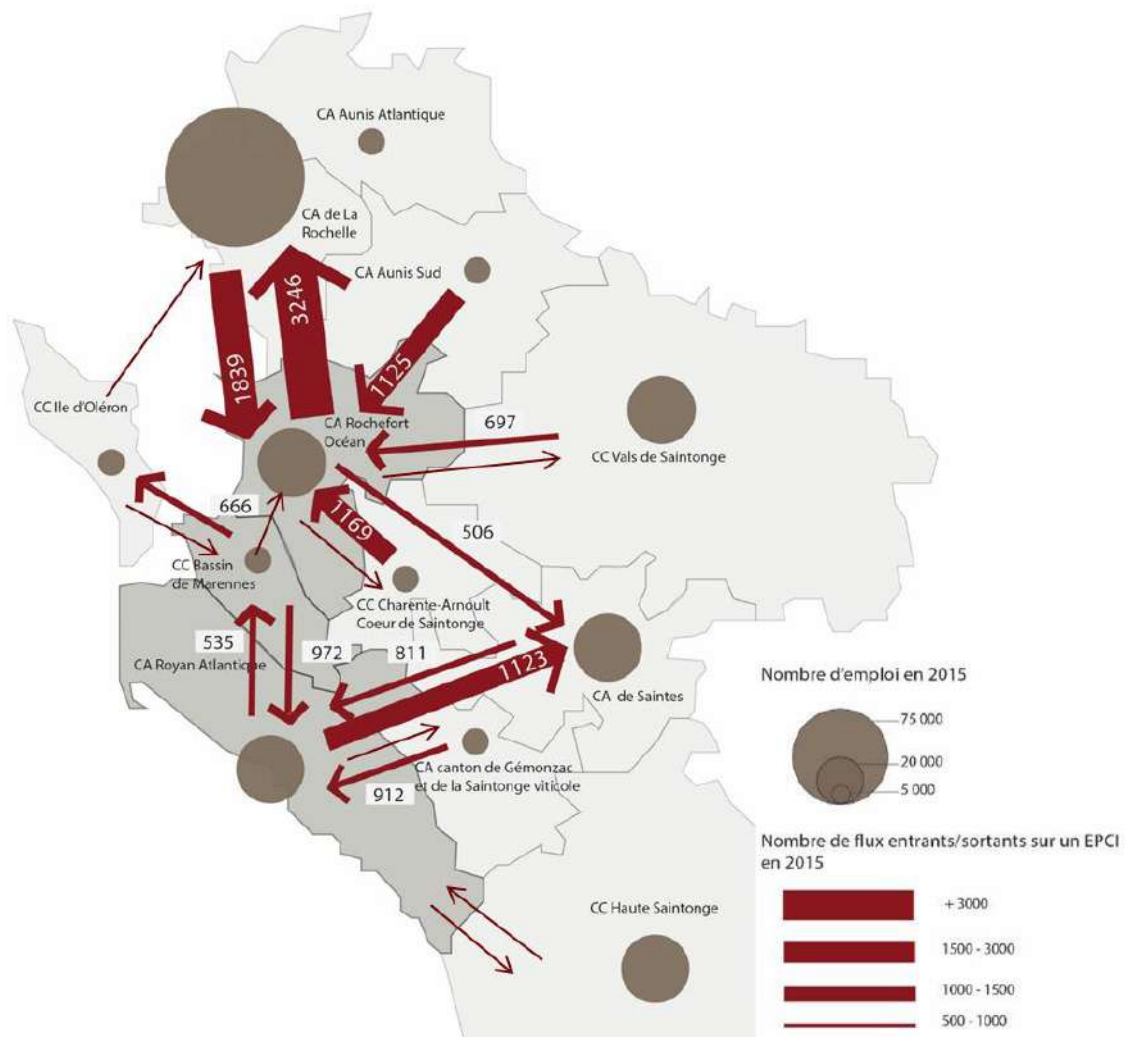 CA Aunis Atlantique
CA de La
Rochelle
CA Aunis Sud
3246
1839
1125
CC Ile d'Oléron
CA Rochefort
Océan
697
CC Vals de Saintonge
666
1169
506
CC Bassin
de Marennes
CC Charente-Arnoult
Coeur de Saintonge
535
972
811
CA Royan Atlantique
1123
CA de Saintes
CA canton de Gémonzac
et de la Saintonge viticole
912
CC Haute Saintonge
Nombre d'emploi en 2015
75 000
20 000
5 000
Nombre de flux entrants/sortants sur un EPCI
en 2015
+ 3000
1500 - 3000
1000 - 1500
500 - 1000